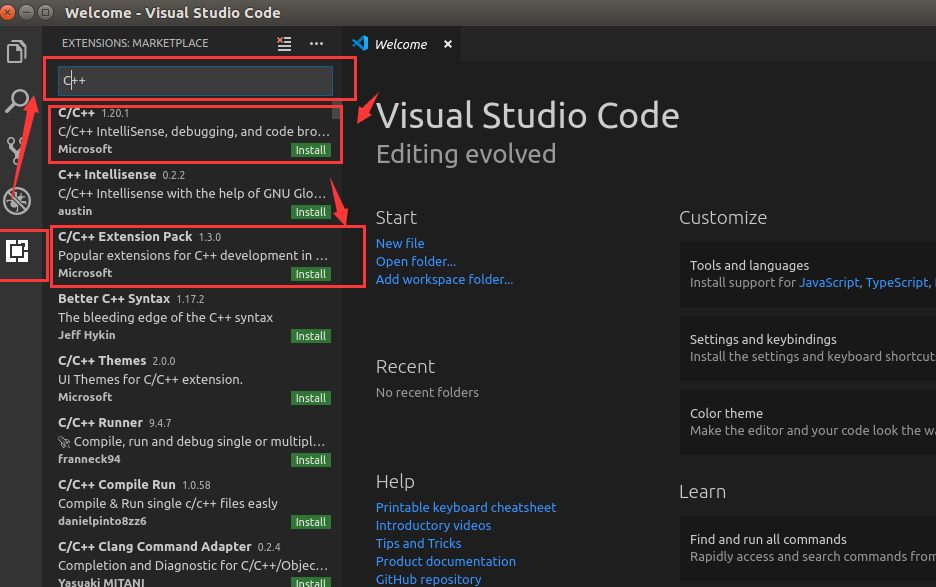 Welcome - Visual Studio Code
EXTENSIONS: MARKETPLACE
C++
C/C++ 1.20.1
C/C++ IntelliSense, debugging, and code bro...
Microsoft
Install
C++ Intellisense 0.2.2
C/C++ Intellisense with the help of GNU Glo...
austin
Install
C/C++ Extension Pack 1.3.0
Popular extensions for C++ development in ...
Microsoft
Install
Better C++ Syntax 1.17.2
The bleeding edge of the C++ syntax
Jeff Hykin
Install
C/C++ Themes 2.0.0
UI Themes for C/C++ extension.
Microsoft
Install
C/C++ Runner 9.4.7
🚀 Compile, run and debug single or multipl...
franneck94
Install
C/C++ Compile Run 1.0.58
Compile & Run single c/c++ files easly
danielpinto8zz6
Install
C/C++ Clang Command Adapter 0.2.4
Completion and Diagnostic for C/C++/Objec...
Yasuaki MITANI
Install
Welcome
Visual Studio Code
Editing evolved
Start
New file
Open folder...
Add workspace folder...
Recent
No recent folders
Help
Printable keyboard cheatsheet
Introductory videos
Tips and Tricks
Product documentation
GitHub repository
Customize
Tools and languages
Install support for JavaScript, TypeScript,
Settings and keybindings
Install the settings and keyboard shortcut
Color theme
Make the editor and your code look the wa
Learn
Find and run all commands
Rapidly access and search commands from